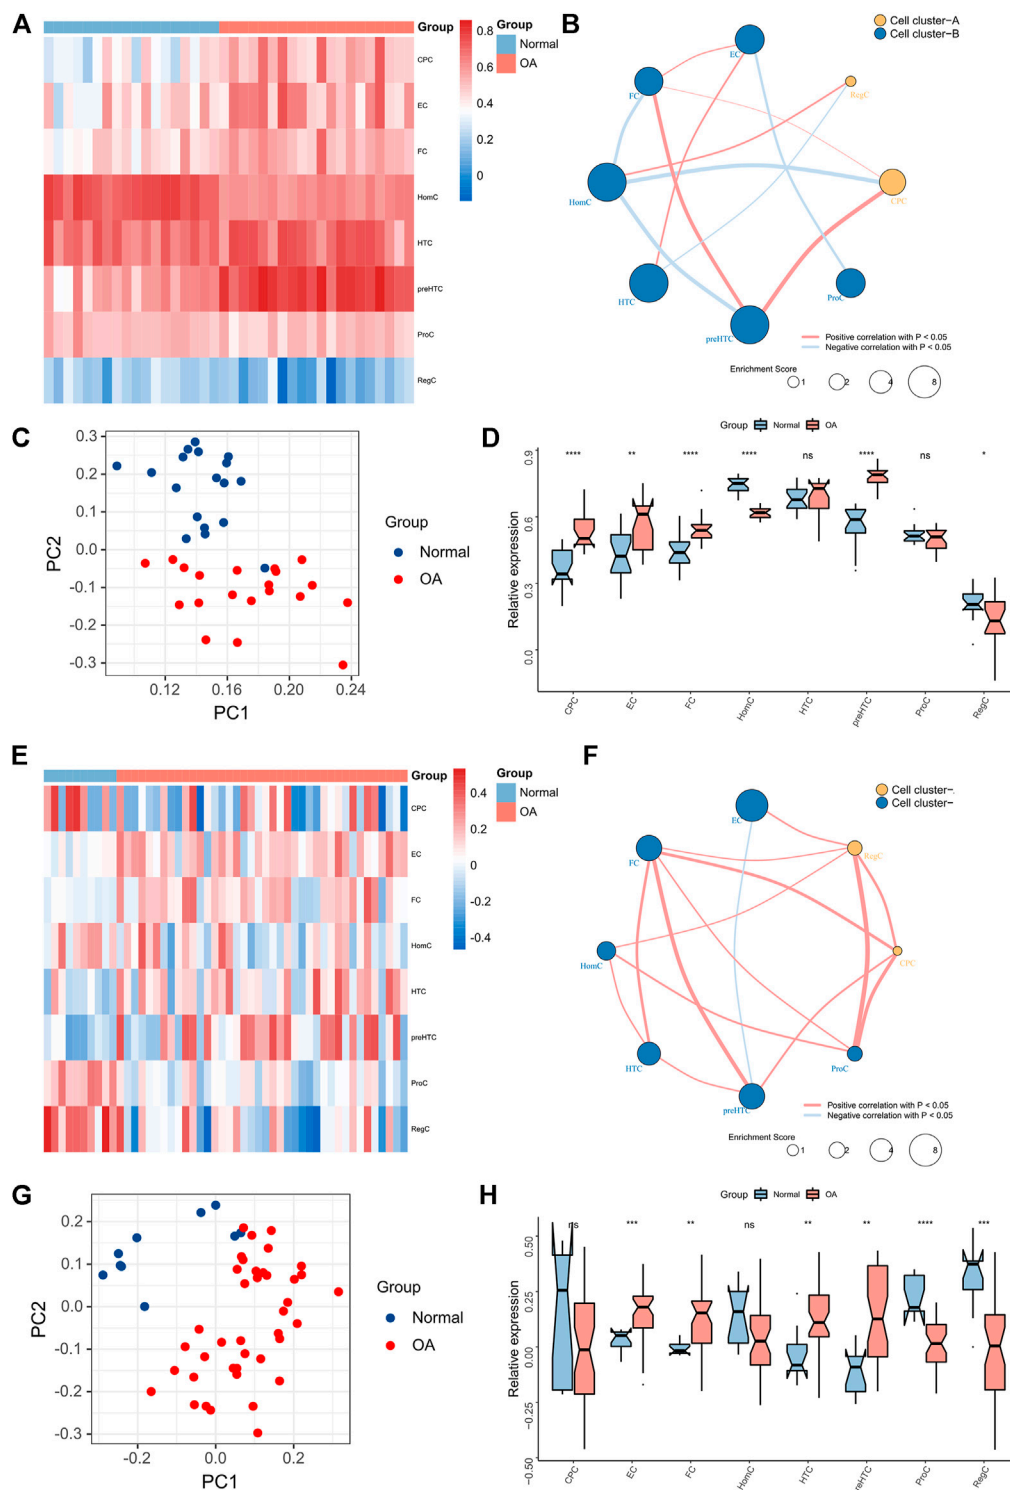 A
Group
CPC
EC
FC
HomC
HTC
preHTC
ProC
RegC
0.8
0.6
0.4
0.2
0
Group
Normal
OA
B
Cell cluster-A
Cell cluster-B
EC
RegC
FC
HomC
CPC
HTC
ProC
preHTC
Positive correlation with P < 0.05
Negative correlation with P < 0.05
Enrichment Score
1
2
4
8
C
PC2
0.3
0.2
0.1
0.0
-0.1
-0.2
-0.3
0.12
0.16
0.20
0.24
PC1
Group
Normal
OA
D
Group
Normal
OA
Relative expression
0.9
0.6
0.3
0.0
****
**
****
****
ns
****
ns
*
CPC
EC
FC
HomC
HTC
preHTC
ProC
RegC
E
Group
CPC
EC
FC
HomC
HTC
preHTC
ProC
RegC
0.4
0.2
0
-0.2
-0.4
Group
Normal
OA
F
Cell cluster-
Cell cluster-
EC
RegC
FC
HomC
CPC
HTC
ProC
preHTC
Positive correlation with P < 0.05
Negative correlation with P < 0.05
Enrichment Score
1
2
4
8
G
PC2
0.2
0.1
0.0
-0.1
-0.2
-0.3
-0.2
0.0
0.2
PC1
Group
Normal
OA
H
Group
Normal
OA
Relative expression
0.50
0.25
0.00
-0.25
-0.50
ns
***
**
ns
**
**
****
***
CPC
EC
FC
HomC
HTC
preHTC
ProC
RegC